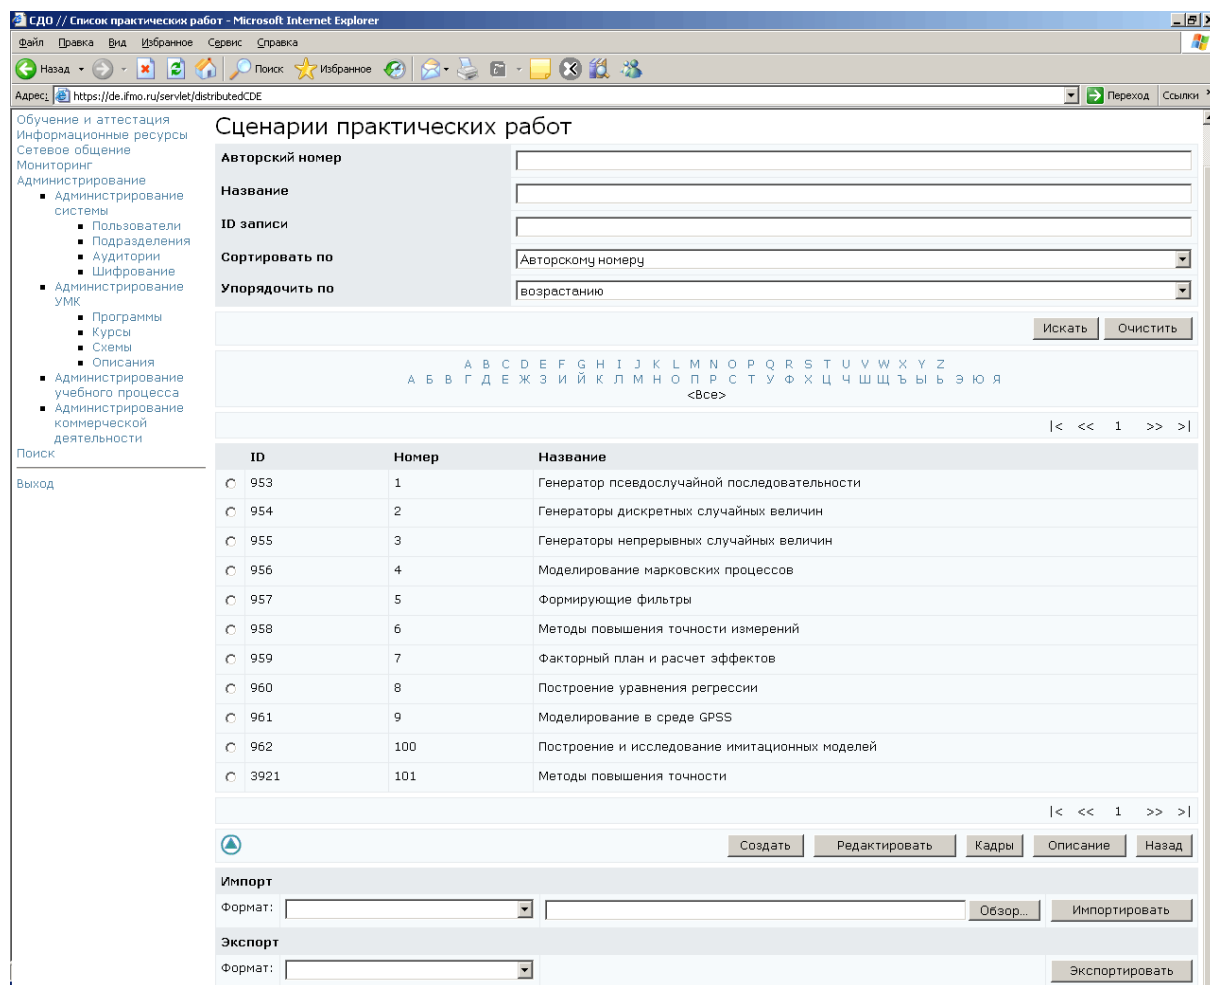 СДО // Список практических работ - Microsoft Internet Explorer
Файл Правка Вид Избранное Сервис Справка
Назад Поиск Избранное
Адрес: https://de.ifmo.ru/servlet/distributedCDE Переход Ссылки
Обучение и аттестация
Информационные ресурсы
Сетевое общение
Мониторинг
Администрирование
Администрирование
системы
Пользователи
Подразделения
Аудитории
Шифрование
Администрирование
УМК
Программы
Курсы
Схемы
Описания
Администрирование
учебного процесса
Администрирование
коммерческой
деятельности
Поиск
Выход
Сценарии практических работ
Авторский номер
Название
ID записи
Сортировать по Авторскому номеру
Упорядочить по возрастанию
Искать Очистить
A B C D E F G H I J K L M N O P Q R S T U V W X Y Z
А Б В Г Д Е Ж З И Й К Л М Н О П Р С Т У Ф Х Ц Ч Ш Щ Ъ Ы Ь Э Ю Я
<Все>
|< << 1 >> >|
ID Номер Название
953 1 Генератор псевдослучайной последовательности
954 2 Генераторы дискретных случайных величин
955 3 Генераторы непрерывных случайных величин
956 4 Моделирование марковских процессов
957 5 Формирующие фильтры
958 6 Методы повышения точности измерений
959 7 Факторный план и расчет эффектов
960 8 Построение уравнения регрессии
961 9 Моделирование в среде GPSS
962 100 Построение и исследование имитационных моделей
3921 101 Методы повышения точности
|< << 1 >> >|
Создать Редактировать Кадры Описание Назад
Импорт
Формат: Обзор... Импортировать
Экспорт
Формат: Экспортировать